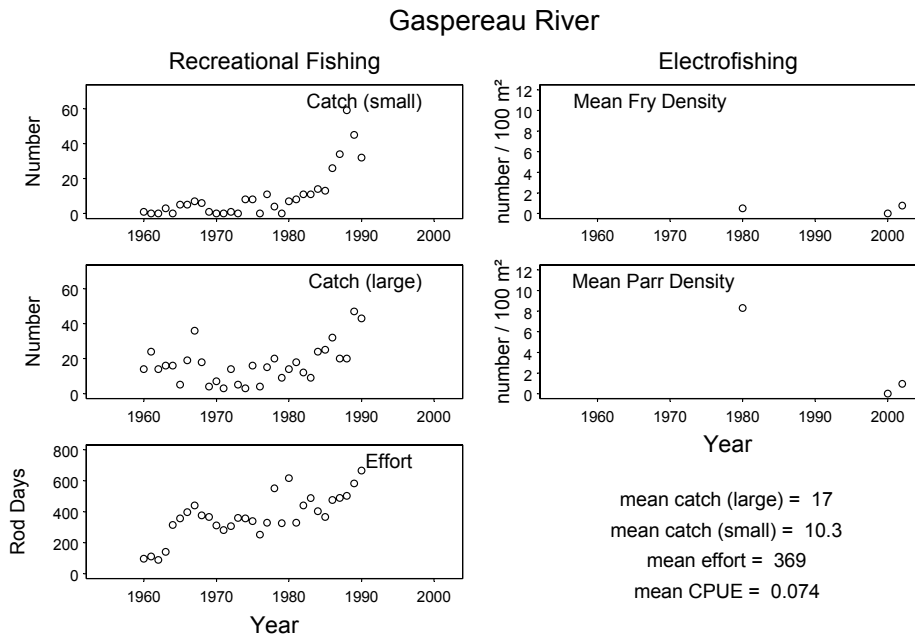 Gaspereau River
Recreational Fishing
Catch (small)
Number
0
20
40
60
1960 1970 1980 1990 2000
Catch (large)
Number
0
20
40
60
1960 1970 1980 1990 2000
Effort
Rod Days
0
200
400
600
800
1960 1970 1980 1990 2000
Year
Electrofishing
Mean Fry Density
number / 100 m²
0
2
4
6
8
10
12
1960 1970 1980 1990 2000
Mean Parr Density
number / 100 m²
0
2
4
6
8
10
12
1960 1970 1980 1990 2000
Year
mean catch (large) = 17
mean catch (small) = 10.3
mean effort = 369
mean CPUE = 0.074